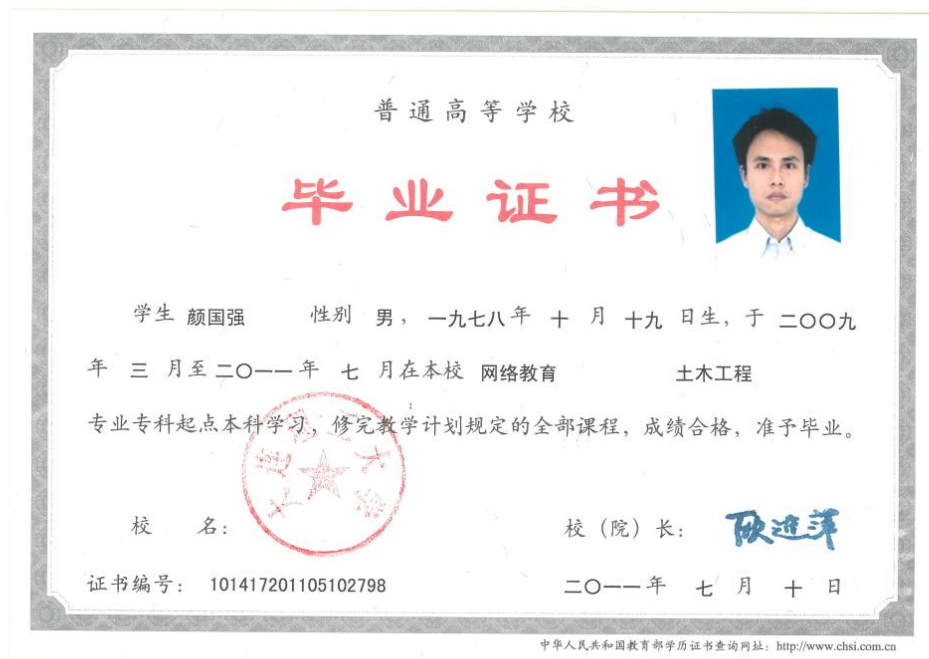 普通高等学校
毕业证书
学生 颜国强 性别 男，一九七八年 十 月 十九 日生，于 二〇〇九
年 三 月至 二〇一一 年 七 月在本校 网络教育 土木工程
专业专科起点本科学习，修完教学计划规定的全部课程，成绩合格，准予毕业。
大连理工大学
校 名：
校（院）长： 欧进萍
证书编号： 101417201105102798
二〇一一 年 七 月 十 日
中华人民共和国教育部学历证书查询网址：http://www.chsi.com.cn